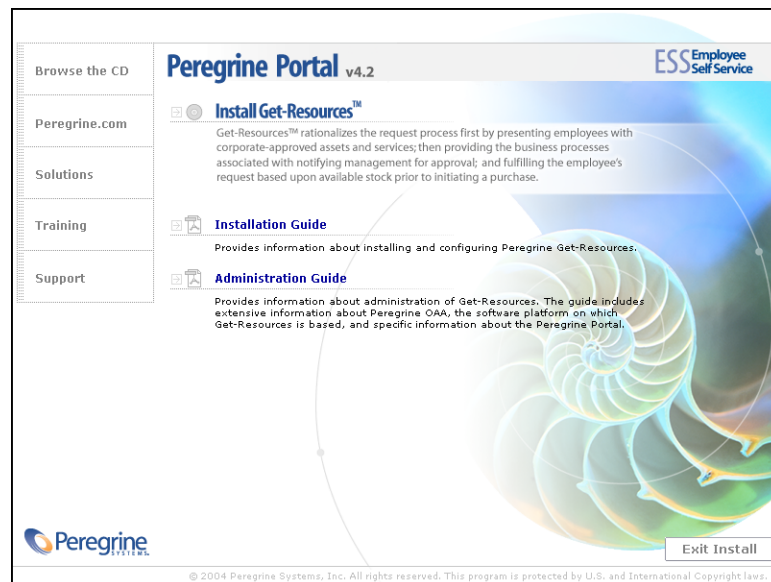 Browse the CD
Peregrine.com
Solutions
Training
Support
Peregrine Portal v4.2
ESS Employee
Self Service
Install Get-Resources™
Get-Resources™ rationalizes the request process first by presenting employees with
corporate-approved assets and services; then providing the business processes
associated with notifying management for approval; and fulfilling the employee's
request based upon available stock prior to initiating a purchase.
Installation Guide
Provides information about installing and configuring Peregrine Get-Resources.
Administration Guide
Provides information about administration of Get-Resources. The guide includes
extensive information about Peregrine OAA, the software platform on which
Get-Resources is based, and specific information about the Peregrine Portal.
Peregrine
SYSTEMS
Exit Install
© 2004 Peregrine Systems, Inc. All rights reserved. This program is protected by U.S. and International Copyright laws.